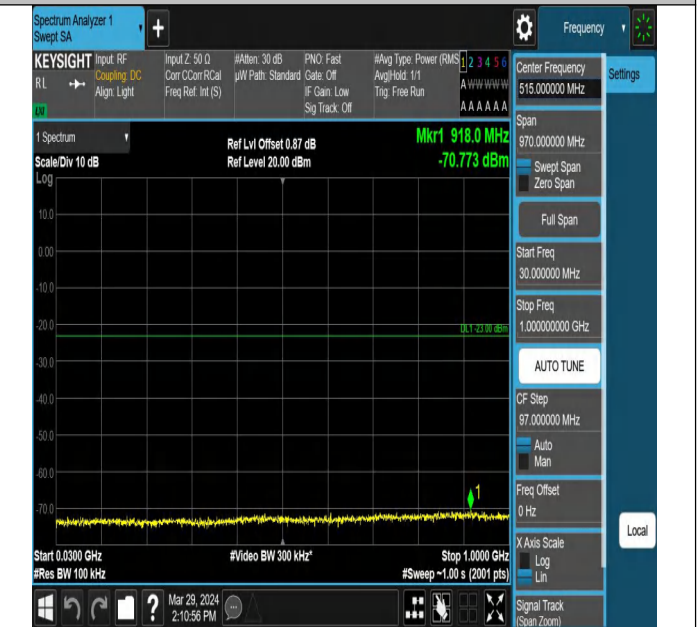 Spectrum Analyzer 1
Swept SA
Frequency
KEYSIGHT
RL
LXI
Input: RF
Coupling: DC
Align: Light
Input Z: 50 Ω
Corr CCorr RCal
Freq Ref: Int (S)
#Atten: 30 dB
µW Path: Standard
PNO: Fast
Gate: Off
IF Gain: Low
Sig Track: Off
#Avg Type: Power (RMS
Avg|Hold: 1/1
Trig: Free Run
1 2 3 4 5 6
A W W W W W
A A A A A A
Center Frequency
515.000000 MHz
Settings
1 Spectrum
Scale/Div 10 dB
Log
Ref Lvl Offset 0.87 dB
Ref Level 20.00 dBm
Mkr1 918.0 MHz
-70.773 dBm
Span
970.000000 MHz
Swept Span
Zero Span
Full Span
Start Freq
30.000000 MHz
Stop Freq
1.000000000 GHz
AUTO TUNE
CF Step
97.000000 MHz
Auto
Man
Freq Offset
0 Hz
X Axis Scale
Log
Lin
Signal Track
(Span Zoom)
Local
10.0
0.00
-10.0
-20.0
-30.0
-40.0
-50.0
-60.0
-70.0
DL1 -23.00 dBm
1
Start 0.0300 GHz
#Res BW 100 kHz
#Video BW 300 kHz*
Stop 1.0000 GHz
#Sweep ~1.00 s (2001 pts)
?
Mar 29, 2024
2:10:56 PM